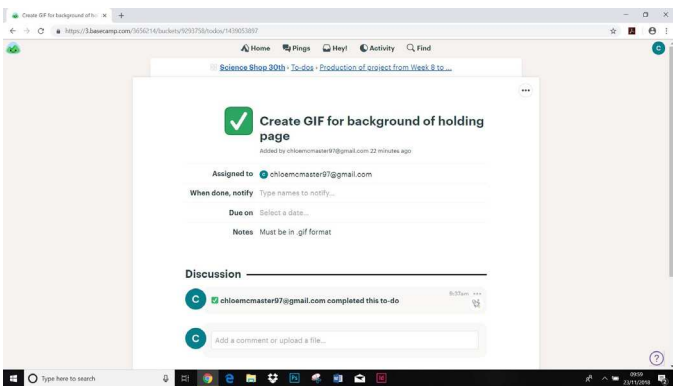 Create GIF for background of ho
https://3.basecamp.com/3656214/buckets/9293758/todos/1439053897
Home Pings Hey! Activity Find
C
Science Shop 30th › To-dos › Production of project from Week 8 to ...
Create GIF for background of holding
page
Added by chloemcmaster97@gmail.com 22 minutes ago
Assigned to C chloemcmaster97@gmail.com
When done, notify Type names to notify...
Due on Select a date...
Notes Must be in .gif format
Discussion
9:37am
C chloemcmaster97@gmail.com completed this to-do
C Add a comment or upload a file...
?
Type here to search
09:59
23/11/2018